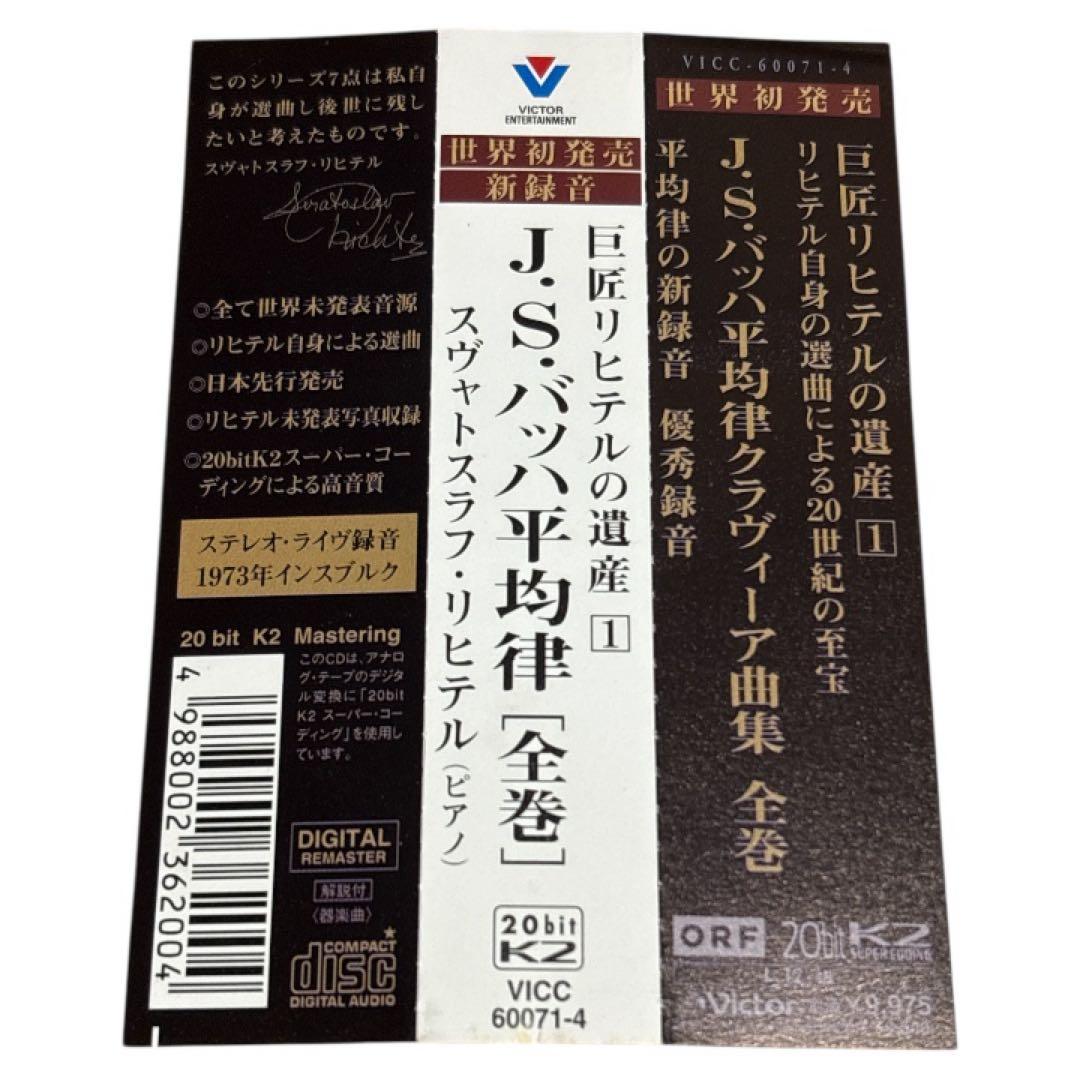 このシリーズ7点は私自
身が選曲し後世に残し
たいと考えたものです。
スヴャトスラフ・リヒテル
Sviatoslav
Richter
◎全て世界未発表音源
◎リヒテル自身による選曲
◎日本先行発売
◎リヒテル未発表写真収録
◎20bitK2スーパー・コー
ディングによる高音質
ステレオ・ライヴ録音
1973年インスブルク
20 bit K2 Mastering
このCDは、アナロ
グ・テープのデジタ
ル変換に「20bit
K2 スーパー・コー
ディング」を使用し
ています。
4 988002 362004
DIGITAL
REMASTER
解説付
〈器楽曲〉
COMPACT
disc
DIGITAL AUDIO
VICTOR
ENTERTAINMENT
世界初発売
新録音
巨匠リヒテルの遺産 1
J.S.バッハ平均律[全巻]
スヴャトスラフ・リヒテル(ピアノ)
20bit
K2
VICC
60071-4
VICC-60071-4
世界初発売
巨匠リヒテルの遺産 1
リヒテル自身の選曲による20世紀の至宝
J.S.バッハ平均律クラヴィーア曲集 全巻
平均律の新録音 優秀録音
ORF
20bit K2
SUPER CODING
Victor
¥9,975